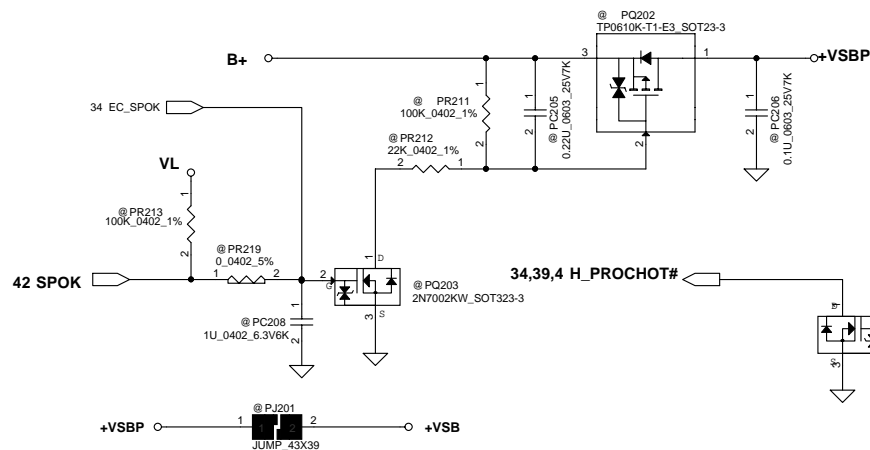 @ PQ202
TP0610K-T1-E3_SOT23-3
B+
3
1
+VSBP
34 EC_SPOK
1
2
@ PR211
100K_0402_1%
1
2
@ PC205
0.22U_0603_25V7K
2
1
2
@ PC206
0.1U_0603_25V7K
@ PR212
22K_0402_1%
2
1
VL
1
2
@ PR213
100K_0402_1%
@ PR219
0_0402_5%
42 SPOK
1
2
2
G
1
D
S
3
@ PQ203
2N7002KW_SOT323-3
34,39,4 H_PROCHOT#
D
1
S
3
1
2
@ PC208
1U_0402_6.3V6K
@ PJ201
+VSBP
1
1
2
2
+VSB
JUMP_43X39